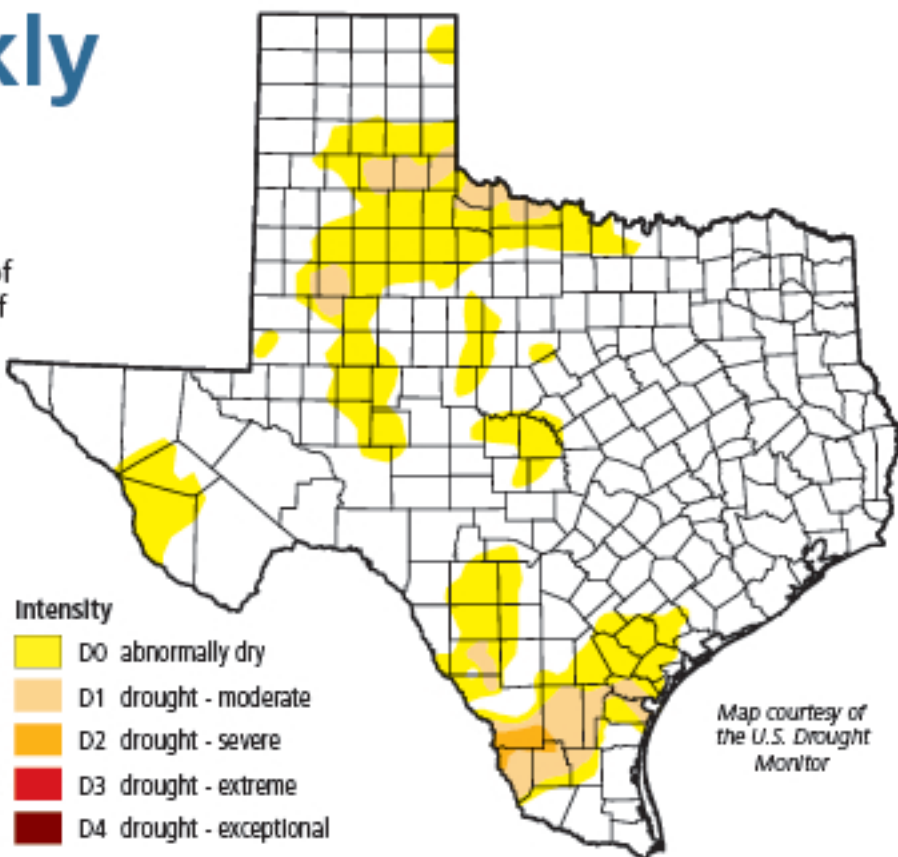 kly
of
f
Intensity
D0 abnormally dry
D1 drought - moderate
D2 drought - severe
D3 drought - extreme
D4 drought - exceptional
Map courtesy of
the U.S. Drought
Monitor